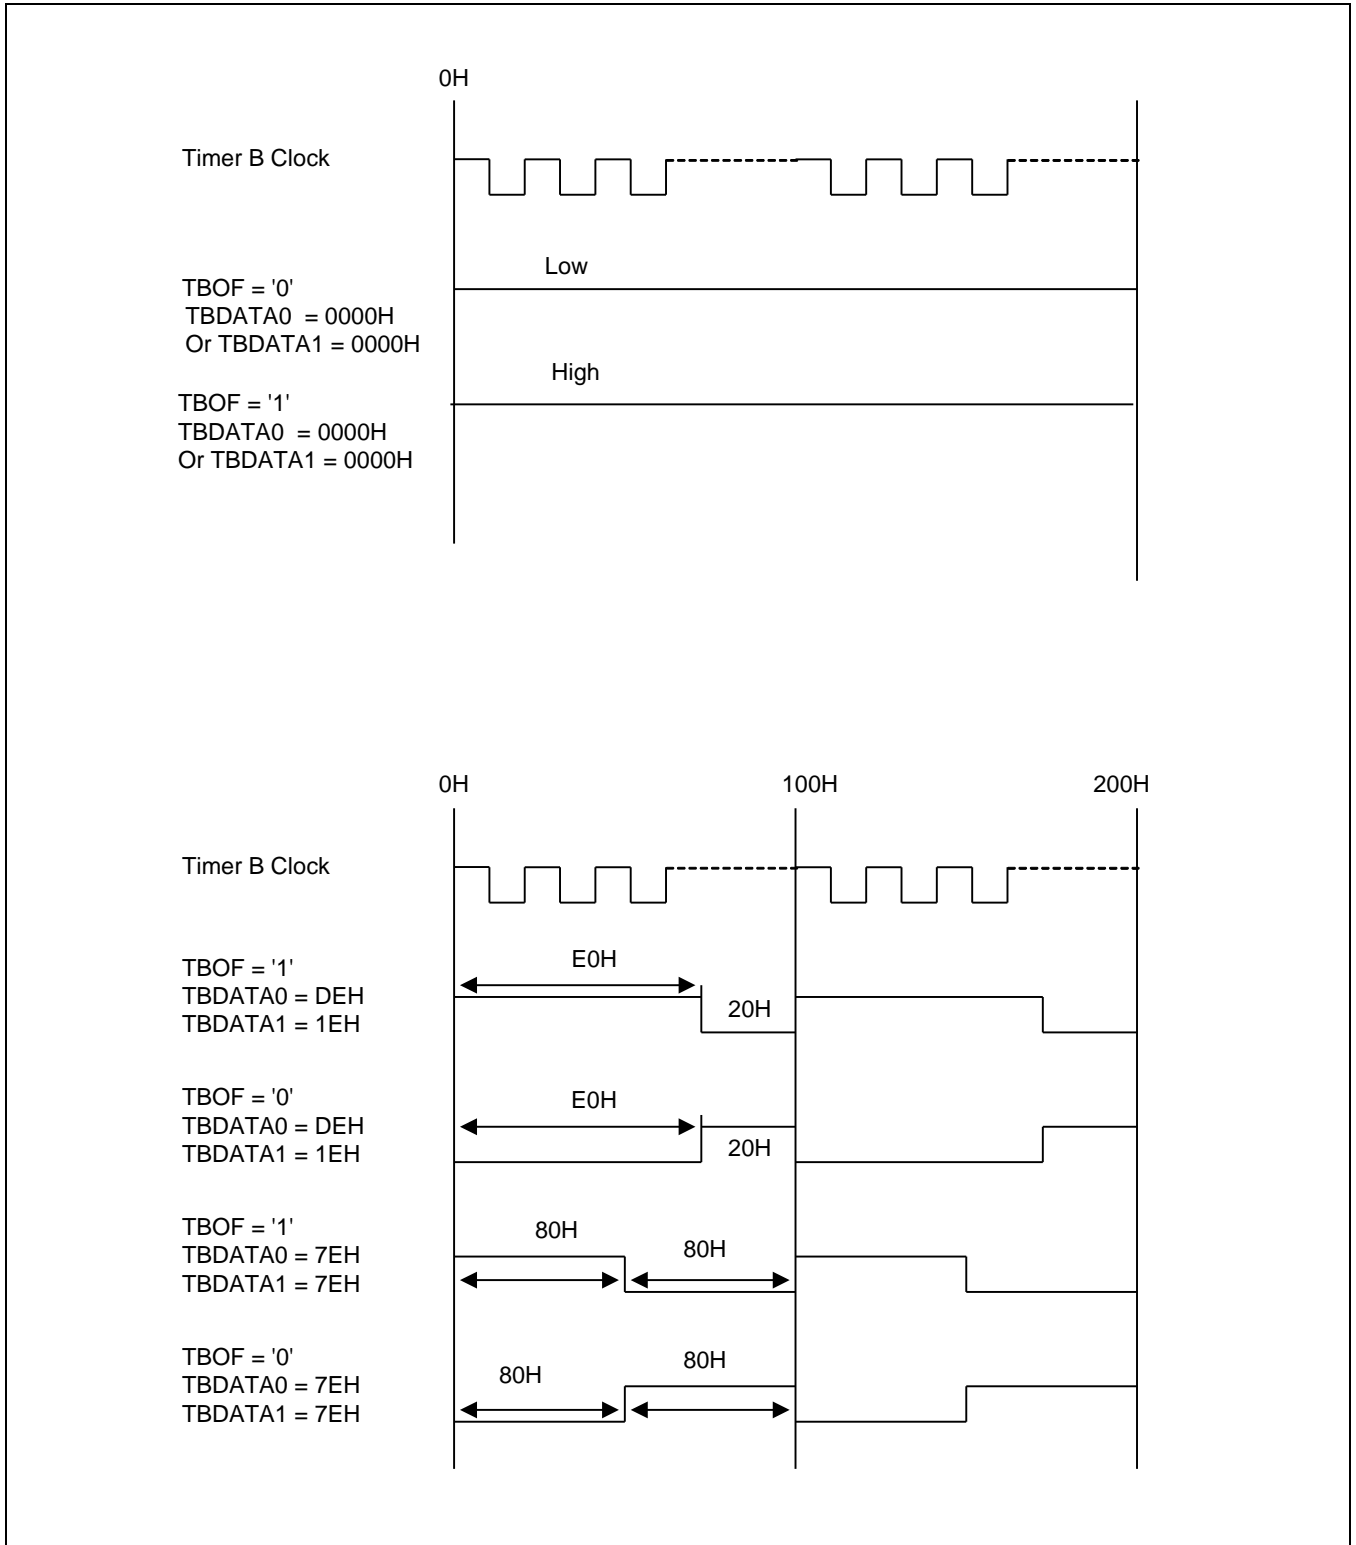 0H
Timer B Clock
Low
TBOF = '0'
TBDATA0 = 0000H
Or TBDATA1 = 0000H
High
TBOF = '1'
TBDATA0 = 0000H
Or TBDATA1 = 0000H
0H 100H 200H
Timer B Clock
E0H
TBOF = '1'
TBDATA0 = DEH
20H
TBDATA1 = 1EH
TBOF = '0'
E0H
TBDATA0 = DEH
TBDATA1 = 1EH
20H
TBOF = '1'
80H
80H
TBDATA0 = 7EH
TBDATA1 = 7EH
TBOF = '0'
80H
80H
TBDATA0 = 7EH
TBDATA1 = 7EH